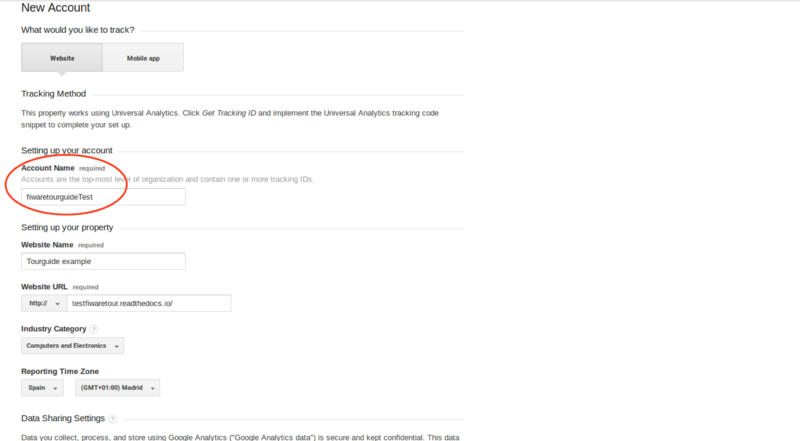 New Account
What would you like to track?
Website Mobile app
Tracking Method
This property works using Universal Analytics. Click Get Tracking ID and implement the Universal Analytics tracking code
snippet to complete your set up.
Setting up your account
Account Name required
Accounts are the top-most level of organization and contain one or more tracking IDs.
fiwaretourguideTest
Setting up your property
Website Name required
Tourguide example
Website URL required
http:// testfiwaretour.readthedocs.io/
Industry Category ?
Computers and Electronics
Reporting Time Zone
Spain (GMT+01:00) Madrid
Data Sharing Settings ?
Data you collect, process, and store using Google Analytics ("Google Analytics data") is secure and kept confidential. This data